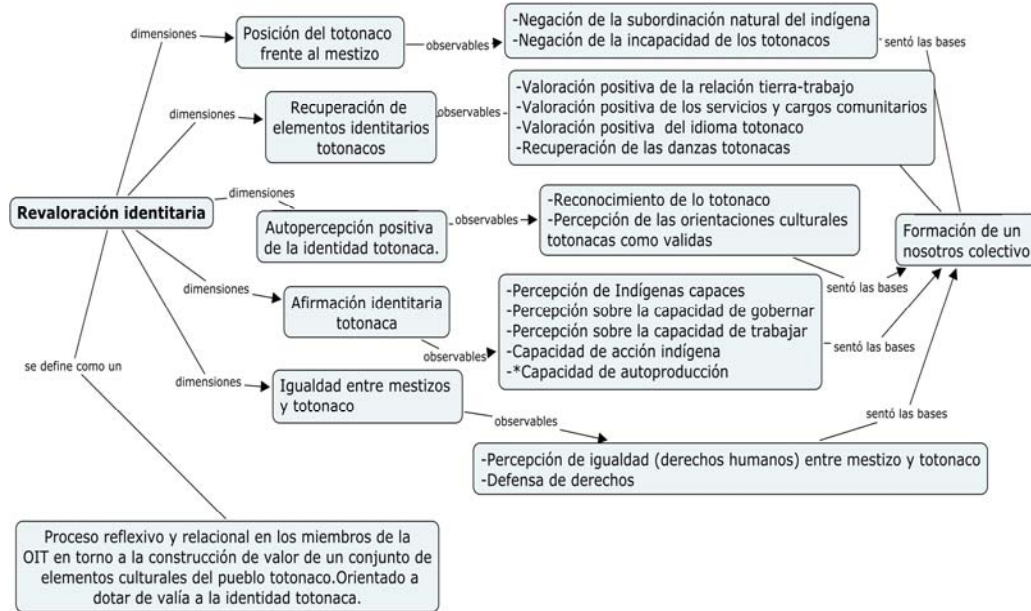 dimensiones
Posición del totonaco
frente al mestizo
observables
-Negación de la subordinación natural del indígena
-Negación de la incapacidad de los totonacos
sentó las bases
dimensiones
Recuperación de
elementos identitarios
totonacos
observables
-Valoración positiva de la relación tierra-trabajo
-Valoración positiva de los servicios y cargos comunitarios
-Valoración positiva del idioma totonaco
-Recuperación de las danzas totonacas
Revaloración identitaria
dimensiones
Autopercepción positiva
de la identidad totonaca.
observables
-Reconocimiento de lo totonaco
-Percepción de las orientaciones culturales
totonacas como validas
sentó las bases
Formación de un
nosotros colectivo
dimensiones
Afirmación identitaria
totonaca
observables
-Percepción de Indígenas capaces
-Percepción sobre la capacidad de gobernar
-Percepción sobre la capacidad de trabajar
-Capacidad de acción indígena
-*Capacidad de autoproducción
sentó las bases
dimensiones
Igualdad entre mestizos
y totonaco
observables
-Percepción de igualdad (derechos humanos) entre mestizo y totonaco
-Defensa de derechos
sentó las bases
se define como un
Proceso reflexivo y relacional en los miembros de la
OIT en torno a la construcción de valor de un conjunto de
elementos culturales del pueblo totonaco.Orientado a
dotar de valía a la identidad totonaca.